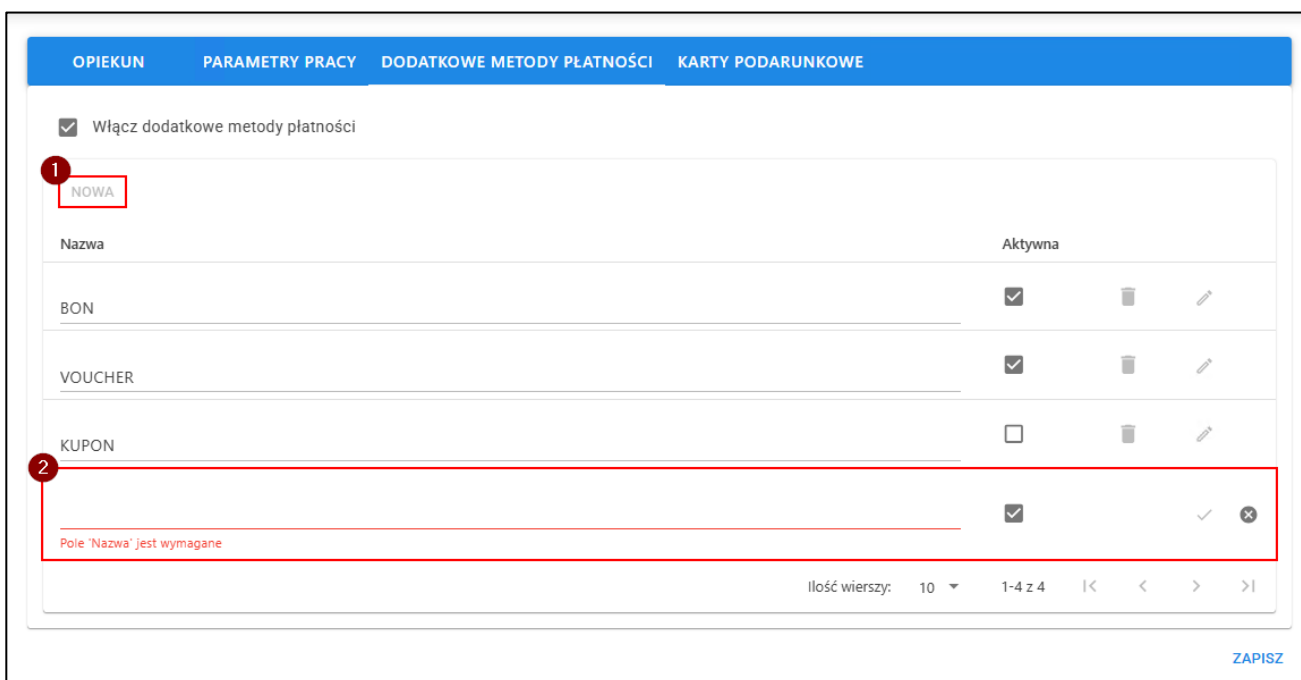 OPIEKUN PARAMETRY PRACY DODATKOWE METODY PŁATNOŚCI KARTY PODARUNKOWE
Włącz dodatkowe metody płatności
1
NOWA
Nazwa Aktywna
BON
VOUCHER
KUPON
2
Pole 'Nazwa' jest wymagane
Ilość wierszy: 10 1-4 z 4
ZAPISZ